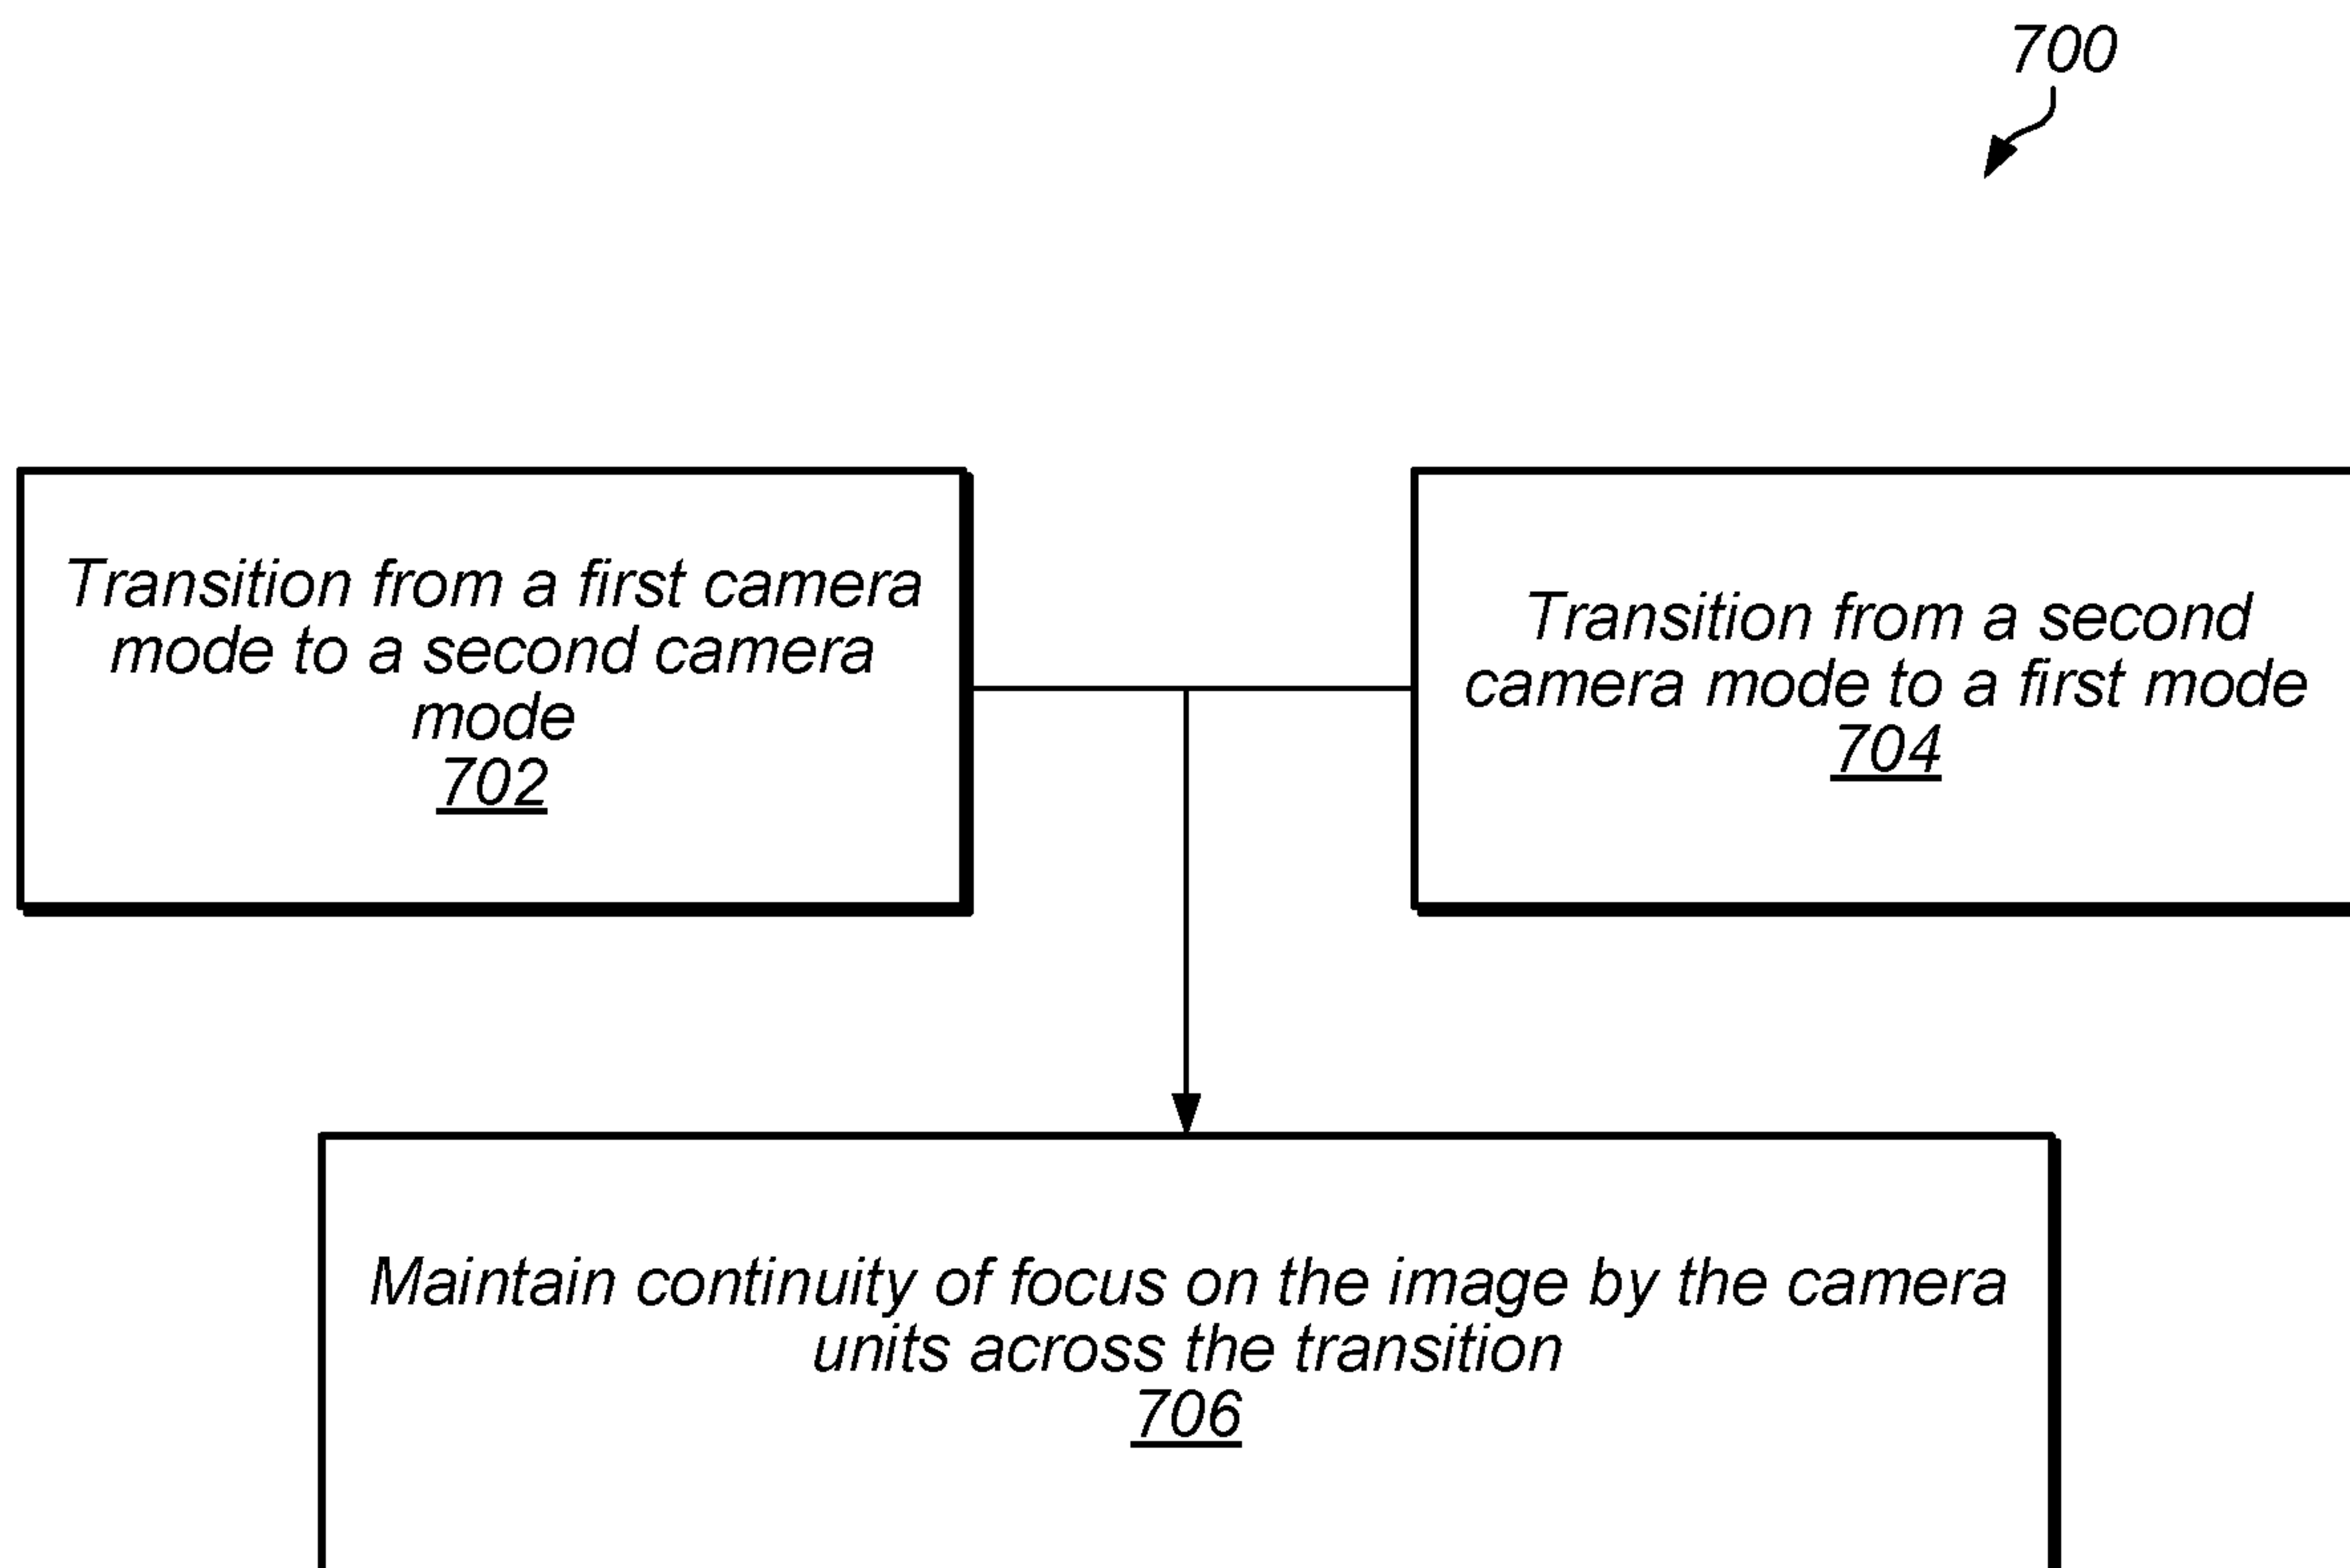 700
Transition from a first camera
mode to a second camera
mode
702
Transition from a second
camera mode to a first mode
704
Maintain continuity of focus on the image by the camera
units across the transition
706